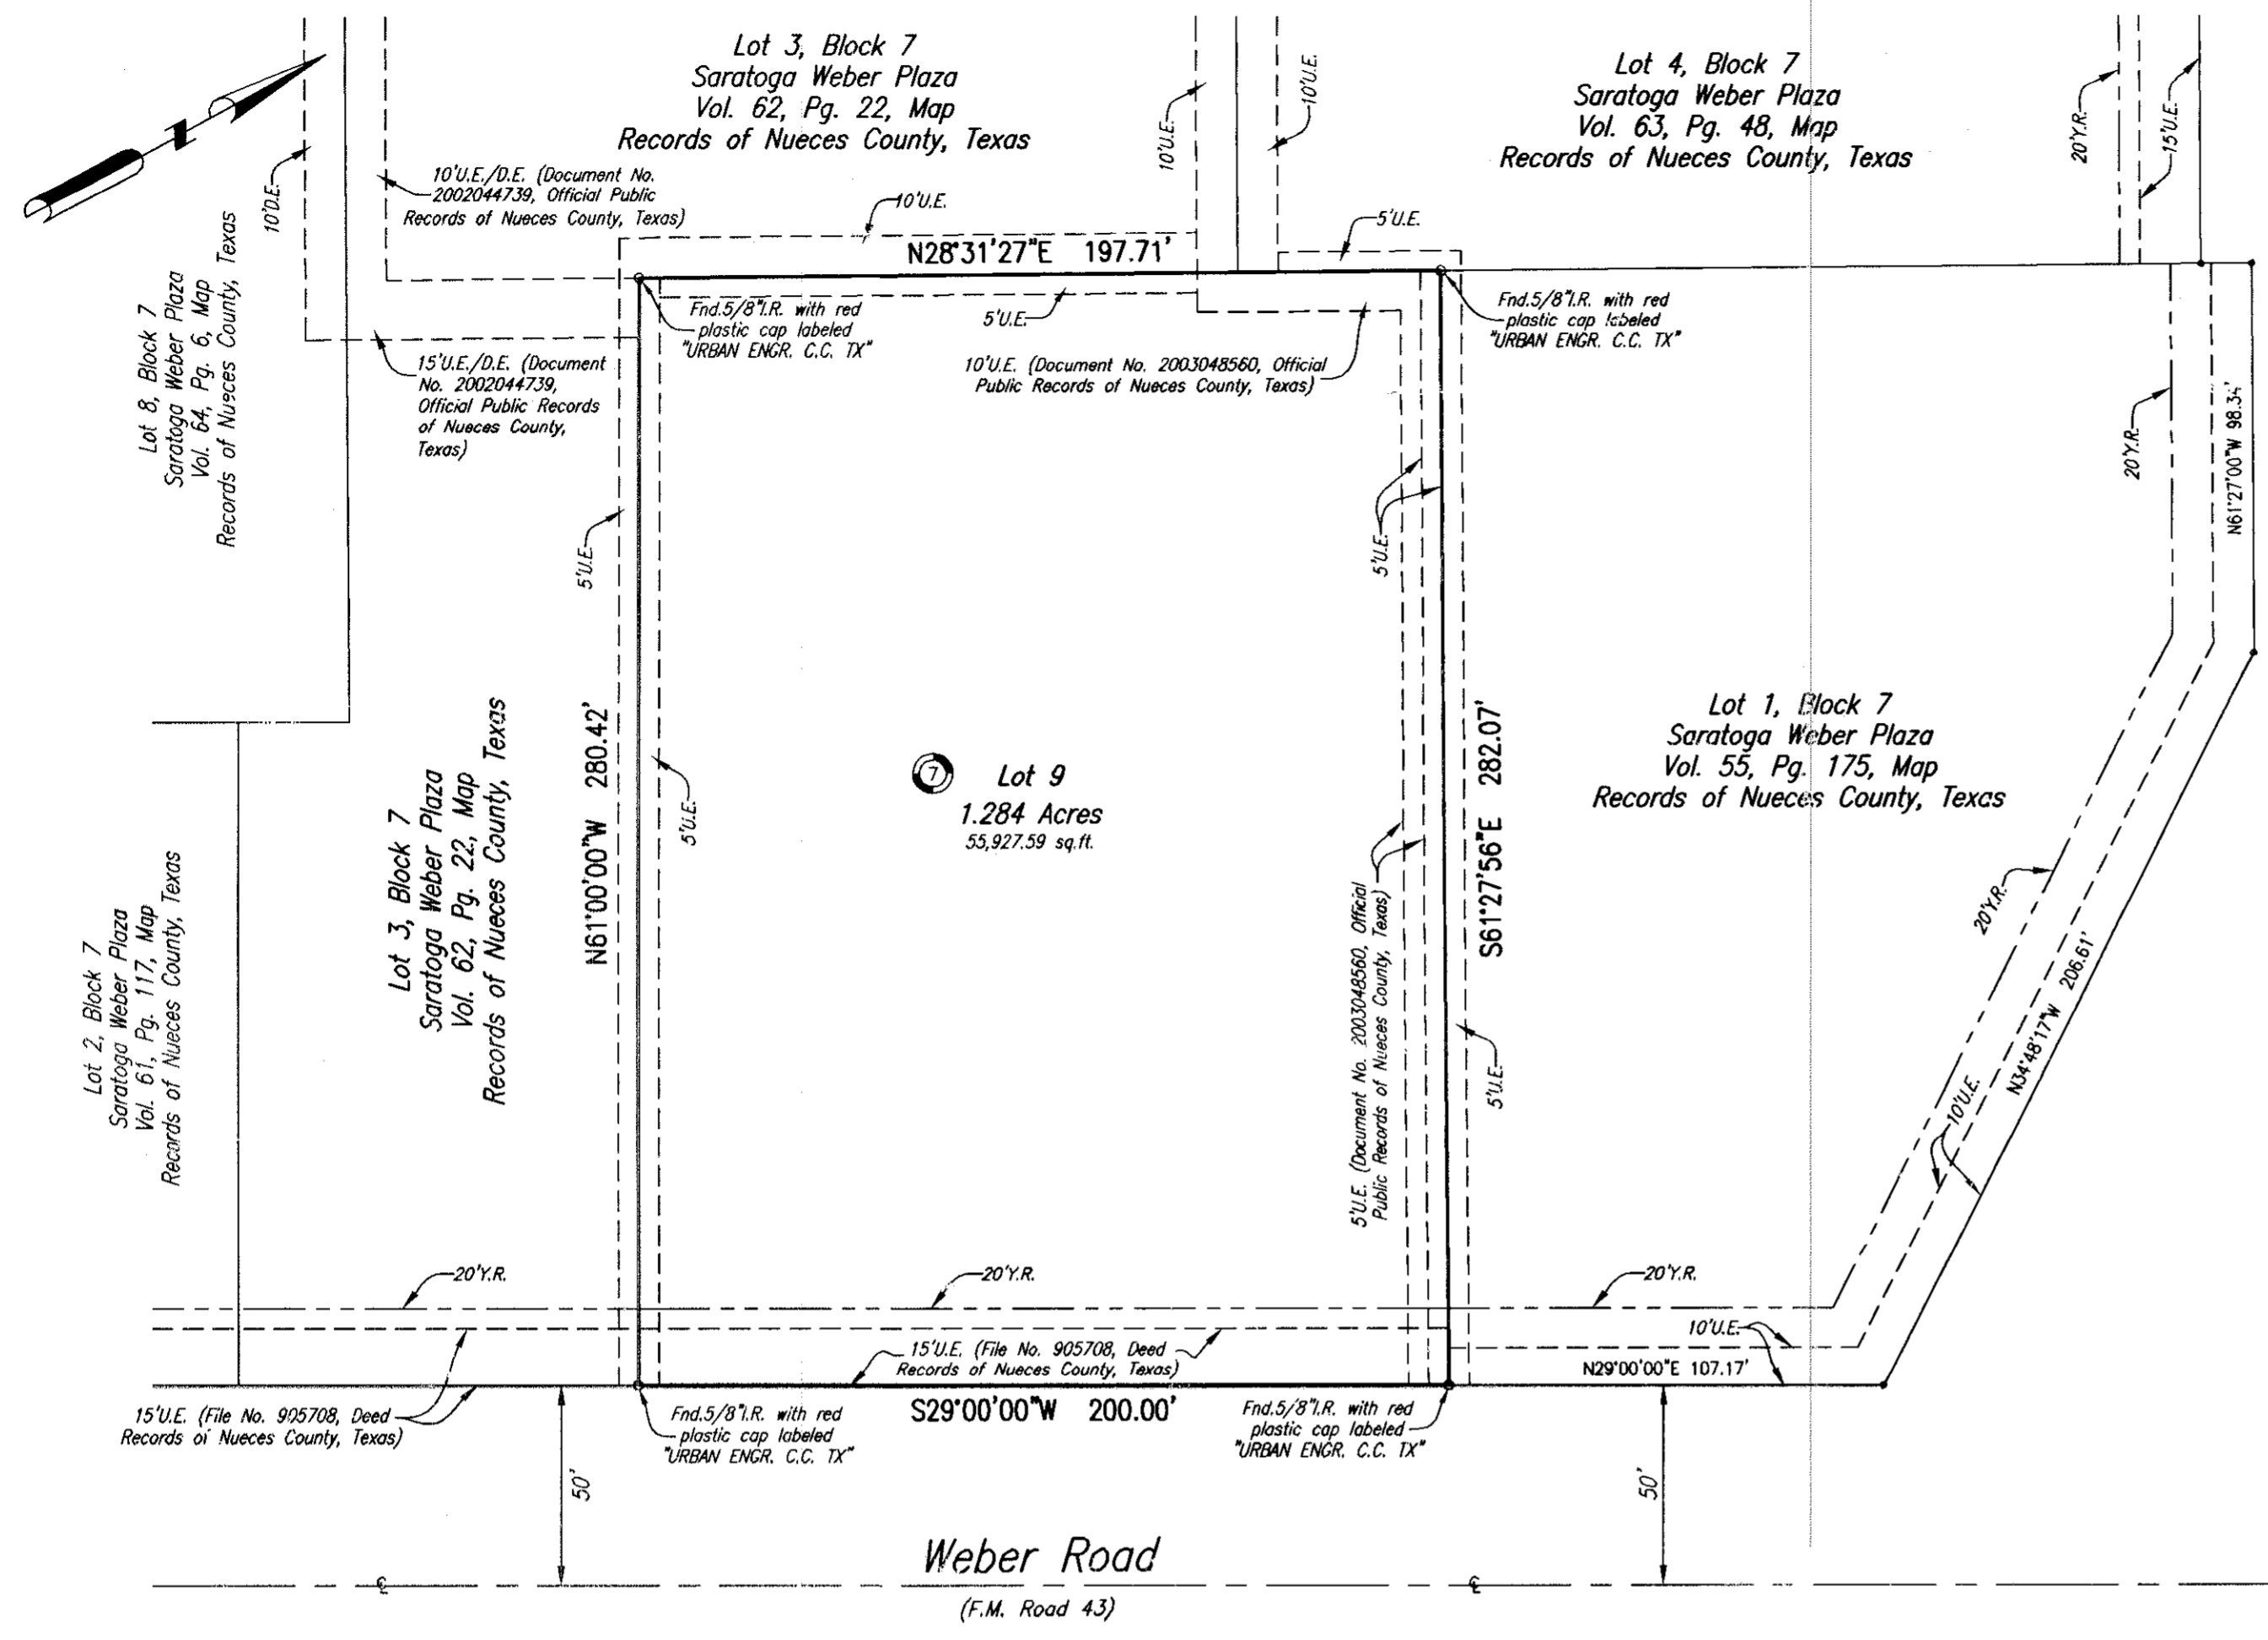 Lot 3, Block 7
Saratoga Weber Plaza
Vol. 62, Pg. 22, Map
Records of Nueces County, Texas
Lot 4, Block 7
Saratoga Weber Plaza
Vol. 63, Pg. 48, Map
Records of Nueces County, Texas
N
10'D.E.
10'U.E./D.E. (Document No.
2002044739, Official Public
Records of Nueces County, Texas)
10'U.E.
10'U.E.
10'U.E.
5'U.E.
20'Y.R.
15'U.E.
N28°31'27"E 197.71'
Lot 8, Block 7
Saratoga Weber Plaza
Vol. 64, Pg. 6, Map
Records of Nueces County, Texas
Fnd.5/8"I.R. with red
plastic cap labeled
"URBAN ENGR. C.C. TX"
5'U.E.
Fnd.5/8"I.R. with red
plastic cap labeled
"URBAN ENGR. C.C. TX"
15'U.E./D.E. (Document
No. 2002044739,
Official Public Records
of Nueces County,
Texas)
10'U.E. (Document No. 2003048560, Official
Public Records of Nueces County, Texas)
20'Y.R.
N61°27'00"W 98.34'
5'U.E.
5'U.E.
N61°00'00"W 280.42'
5'U.E.
7
Lot 9
1.284 Acres
55,927.59 sq.ft.
S61°27'56"E 282.07'
Lot 1, Block 7
Saratoga Weber Plaza
Vol. 55, Pg. 175, Map
Records of Nueces County, Texas
Lot 3, Block 7
Saratoga Weber Plaza
Vol. 62, Pg. 22, Map
Records of Nueces County, Texas
Lot 2, Block 7
Saratoga Weber Plaza
Vol. 61, Pg. 117, Map
Records of Nueces County, Texas
5'U.E. (Document No. 2003048560, Official
Public Records of Nueces County, Texas)
5'U.E.
20'Y.R.
N34°48'17"W 206.61'
10'U.E.
20'Y.R.
20'Y.R.
20'Y.R.
10'U.E.
15'U.E. (File No. 905708, Deed
Records of Nueces County, Texas)
N29°00'00"E 107.17'
15'U.E. (File No. 905708, Deed
Records of Nueces County, Texas)
Fnd.5/8"I.R. with red
plastic cap labeled
"URBAN ENGR. C.C. TX"
S29°00'00"W 200.00'
Fnd.5/8"I.R. with red
plastic cap labeled
"URBAN ENGR. C.C. TX"
50'
50'
Weber Road
(F.M. Road 43)